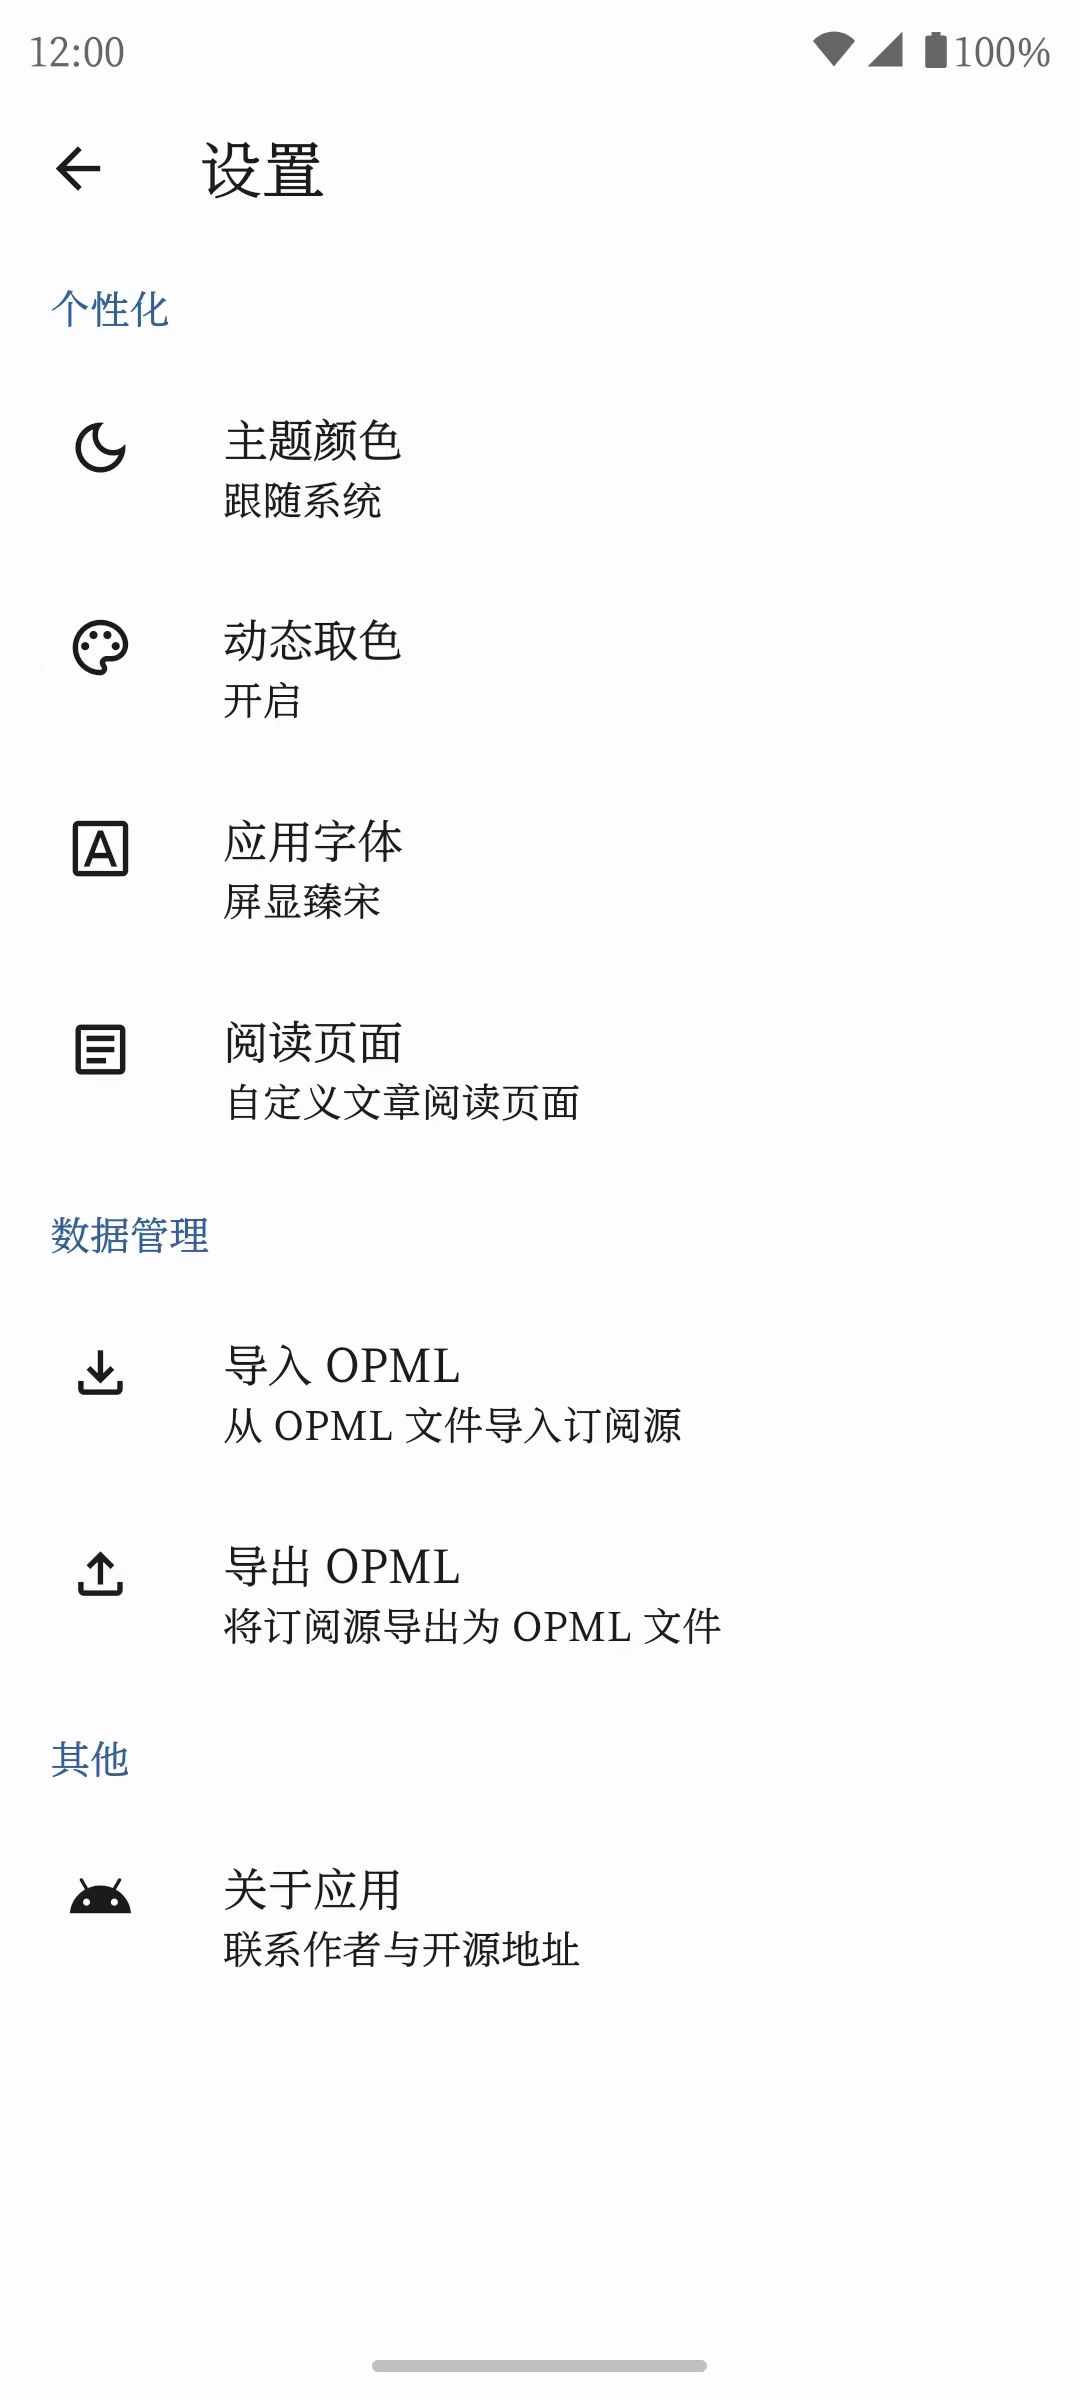 12:00 100%
设置
个性化
主题颜色
跟随系统
动态取色
开启
应用字体
屏显臻宋
阅读页面
自定义文章阅读页面
数据管理
导入 OPML
从 OPML 文件导入订阅源
导出 OPML
将订阅源导出为 OPML 文件
其他
关于应用
联系作者与开源地址